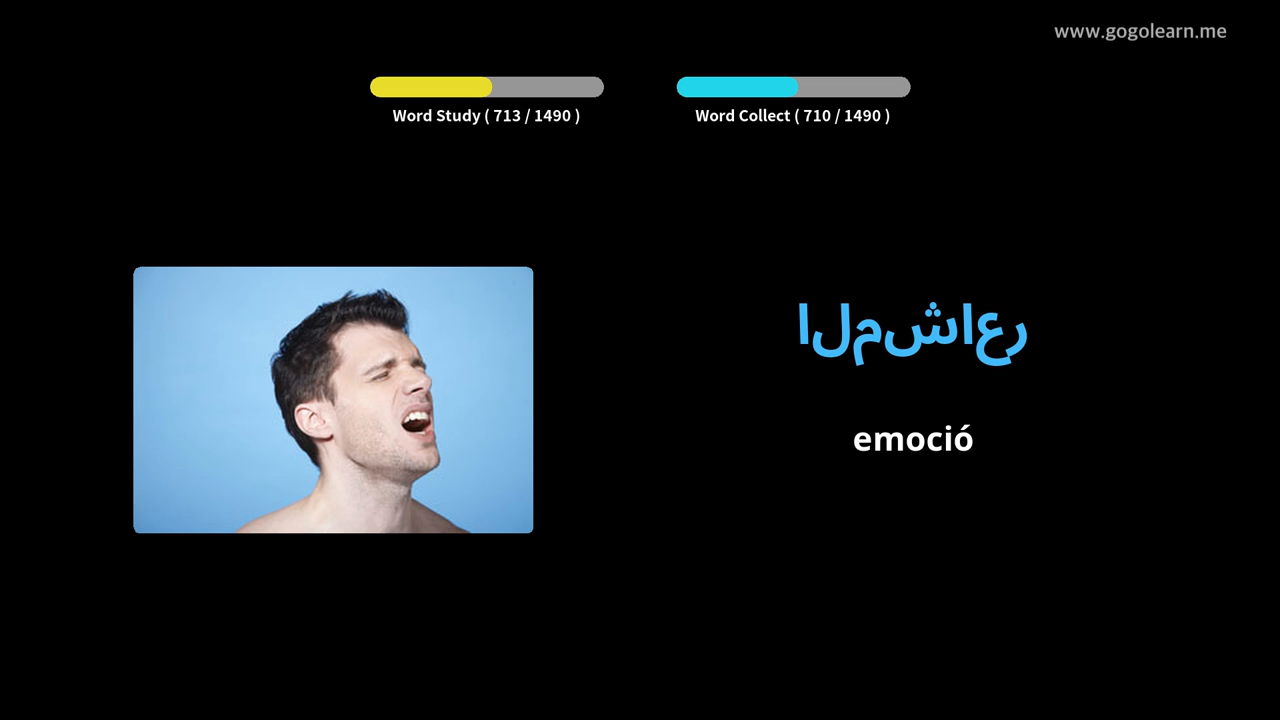 www.gogolearn.me
Word Study ( 713 / 1490 )
Word Collect ( 710 / 1490 )
المشاعر
emoció